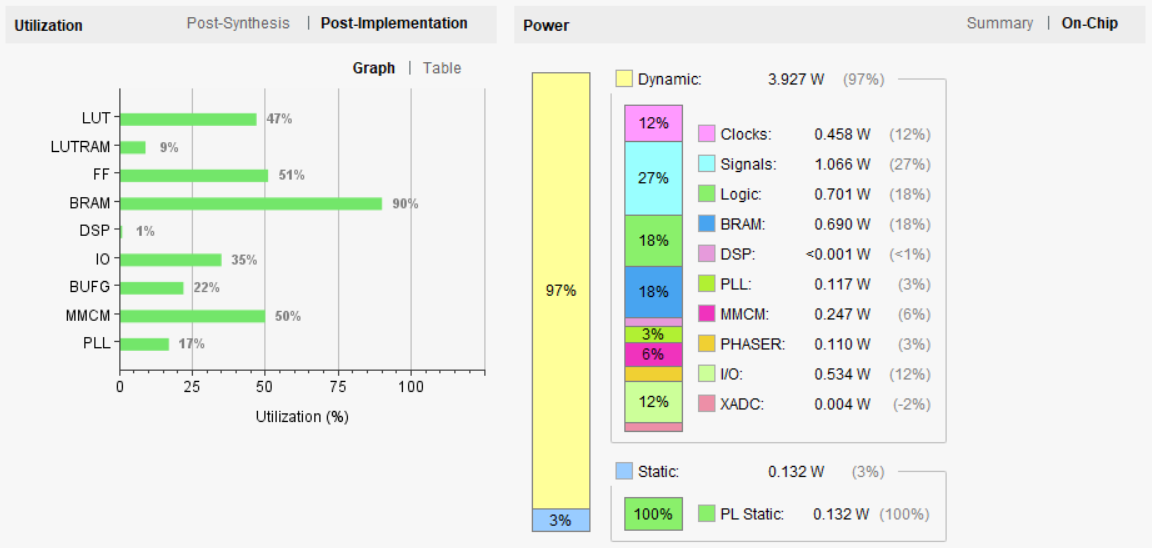 Utilization Post-Synthesis | Post-Implementation
Graph | Table
LUT 47%
LUTRAM 9%
FF 51%
BRAM 90%
DSP 1%
IO 35%
BUFG 22%
MMCM 50%
PLL 17%
0 25 50 75 100
Utilization (%)
Power Summary | On-Chip
97%
3%
Dynamic: 3.927 W (97%)
12%
27%
18%
18%
3%
6%
12%
Clocks: 0.458 W (12%)
Signals: 1.066 W (27%)
Logic: 0.701 W (18%)
BRAM: 0.690 W (18%)
DSP: <0.001 W (<1%)
PLL: 0.117 W (3%)
MMCM: 0.247 W (6%)
PHASER: 0.110 W (3%)
I/O: 0.534 W (12%)
XADC: 0.004 W (-2%)
Static: 0.132 W (3%)
100% PL Static: 0.132 W (100%)